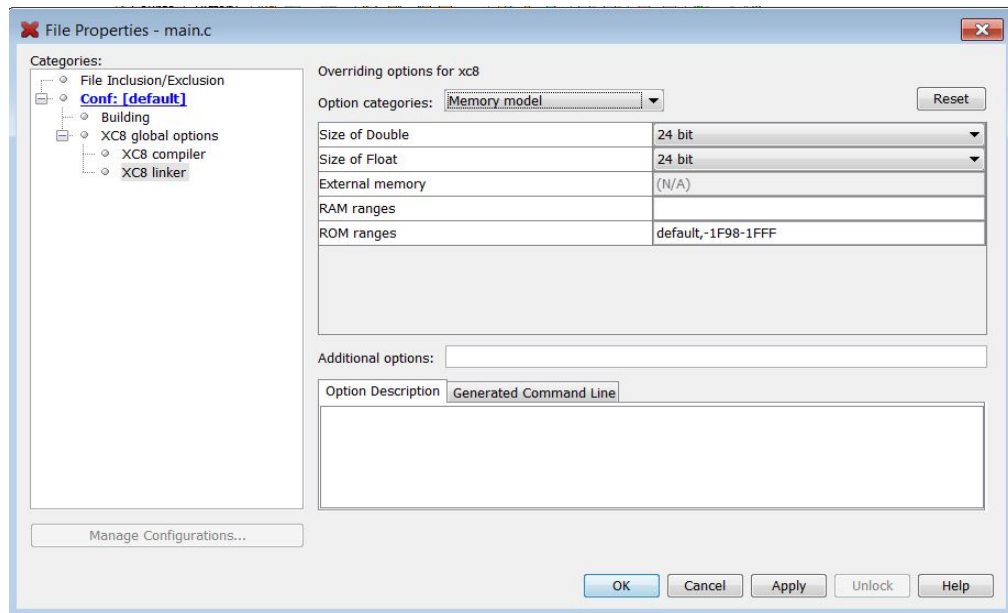 File Properties - main.c
Categories:
File Inclusion/Exclusion
Conf: [default]
Building
XC8 global options
XC8 compiler
XC8 linker
Manage Configurations...
Overriding options for xc8
Option categories: Memory model Reset
Size of Double 24 bit
Size of Float 24 bit
External memory (N/A)
RAM ranges
ROM ranges default,-1F98-1FFF
Additional options:
Option Description Generated Command Line
OK Cancel Apply Unlock Help